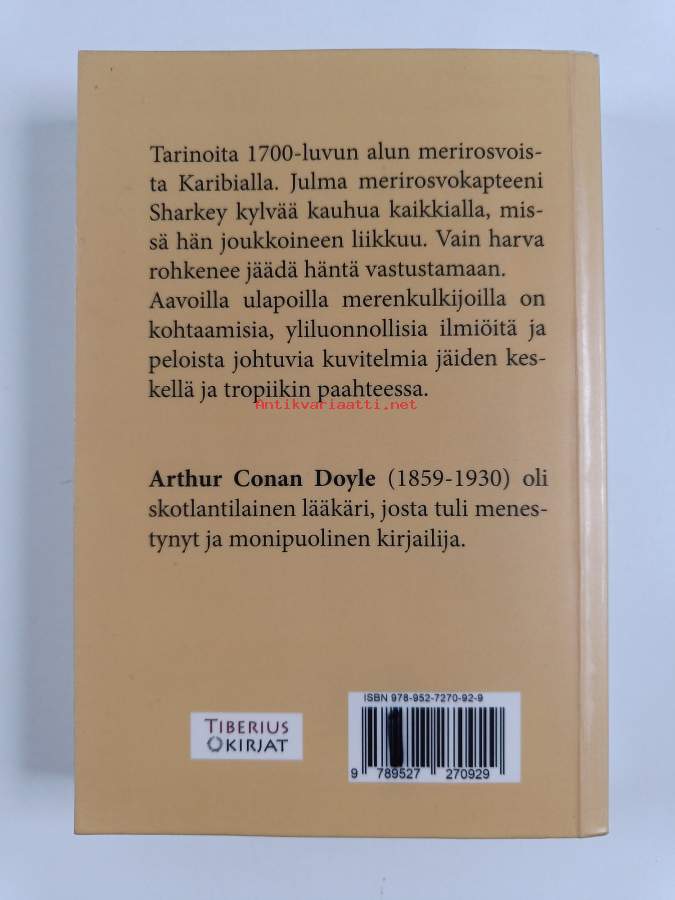 Tarinoita 1700-luvun alun merirosvois-
ta Karibialla. Julma merirosvokapteeni
Sharkey kylvää kauhua kaikkialla, mis-
sä hän joukkoineen liikkuu. Vain harva
rohkenee jäädä häntä vastustamaan.
Aavoilla ulapoilla merenkulkijoilla on
kohtaamisia, yliluonnollisia ilmiöitä ja
peloista johtuvia kuvitelmia jäiden kes-
kellä ja tropiikin paahteessa.
Antikvariaatti.net
Arthur Conan Doyle (1859-1930) oli
skotlantilainen lääkäri, josta tuli menes-
tynyt ja monipuolinen kirjailija.
TIBERIUS
KIRJAT
ISBN 978-952-7270-92-9
9 789527 270929